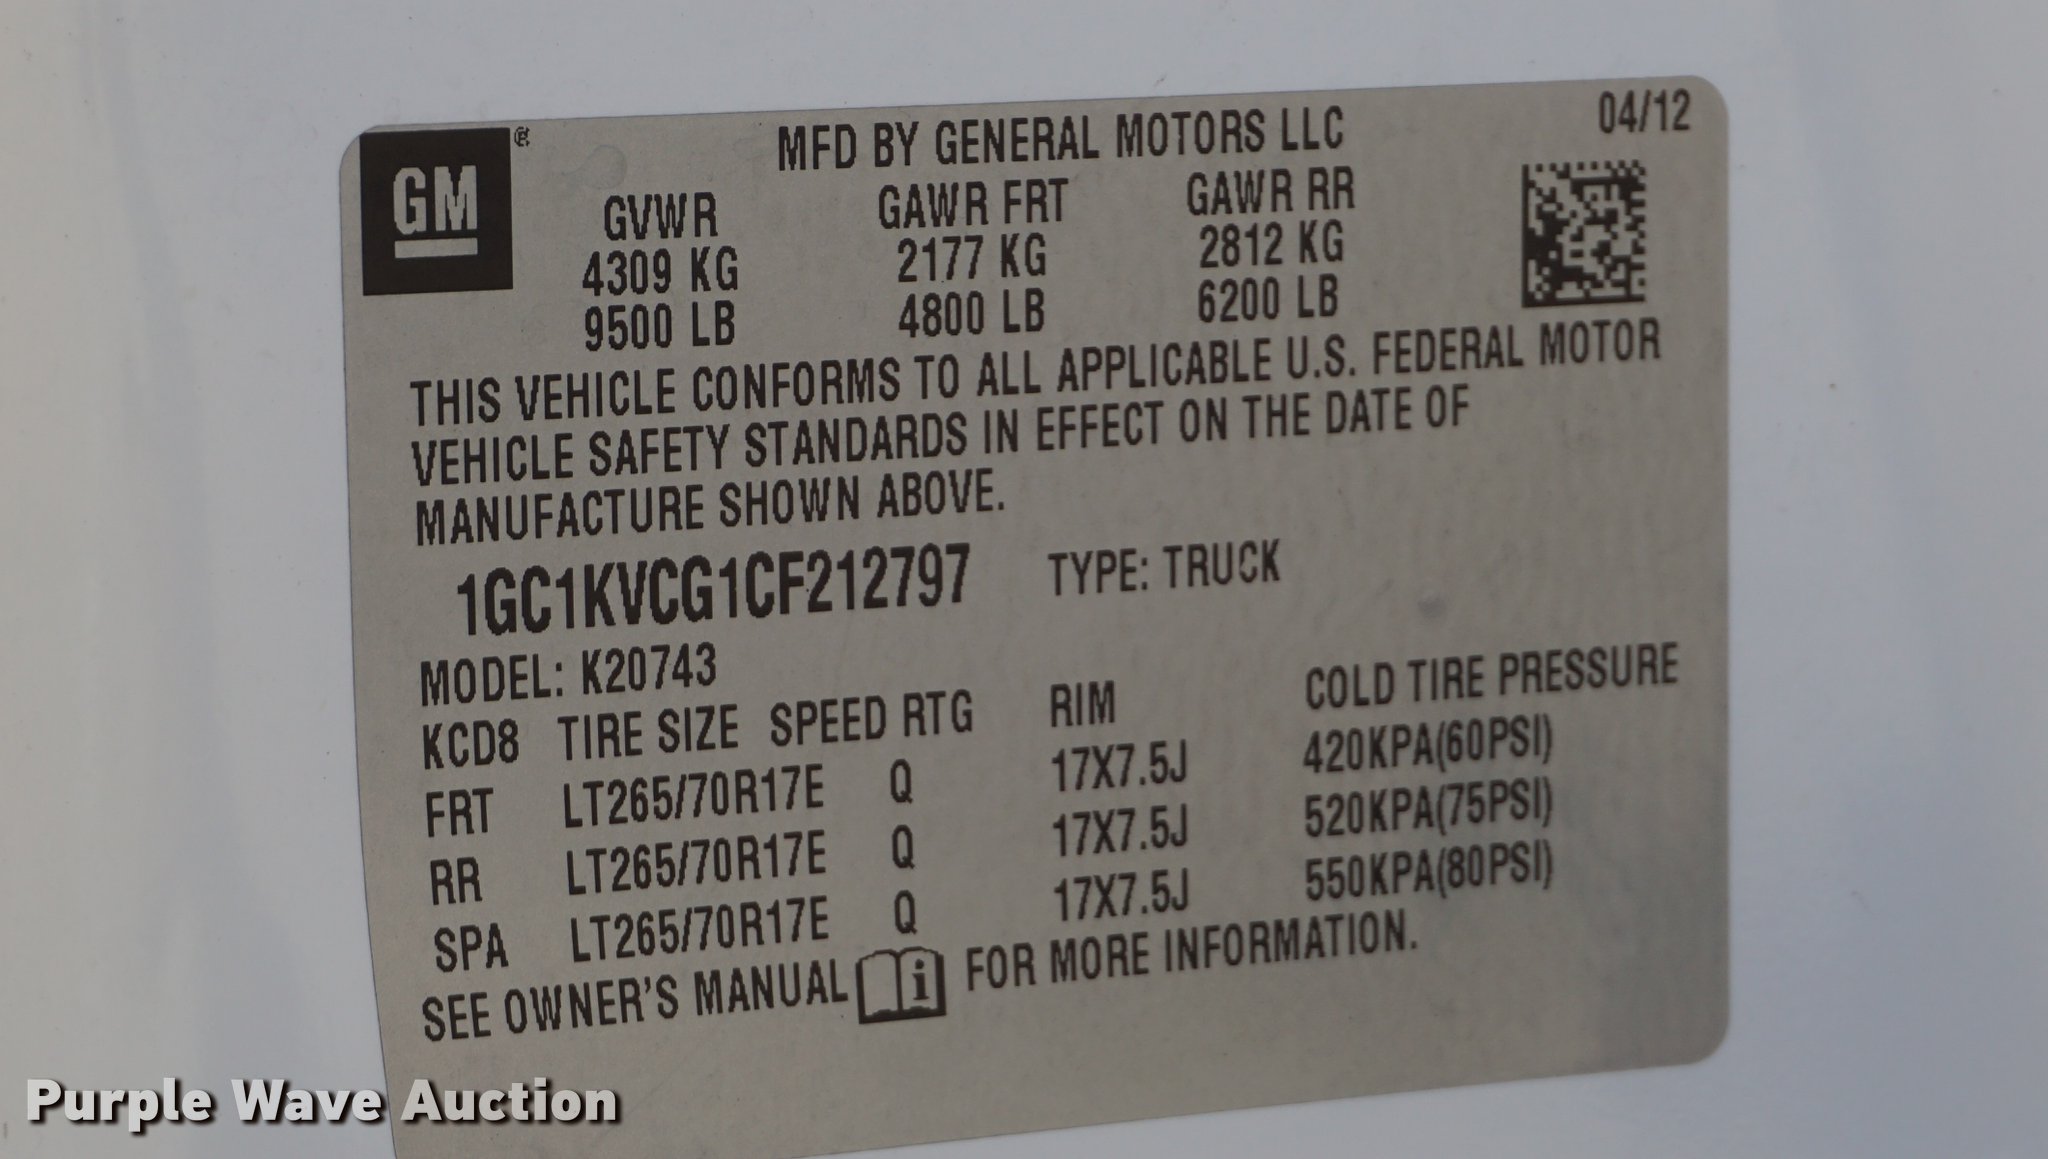 GM ®
MFD BY GENERAL MOTORS LLC 04/12
GVWR GAWR FRT GAWR RR
4309 KG 2177 KG 2812 KG
9500 LB 4800 LB 6200 LB
THIS VEHICLE CONFORMS TO ALL APPLICABLE U.S. FEDERAL MOTOR
VEHICLE SAFETY STANDARDS IN EFFECT ON THE DATE OF
MANUFACTURE SHOWN ABOVE.
1GC1KVCG1CF212797 TYPE: TRUCK
MODEL: K20743
KCD8 TIRE SIZE SPEED RTG RIM COLD TIRE PRESSURE
FRT LT265/70R17E Q 17X7.5J 420KPA(60PSI)
RR LT265/70R17E Q 17X7.5J 520KPA(75PSI)
SPA LT265/70R17E Q 17X7.5J 550KPA(80PSI)
SEE OWNER'S MANUAL i FOR MORE INFORMATION.
Purple Wave Auction